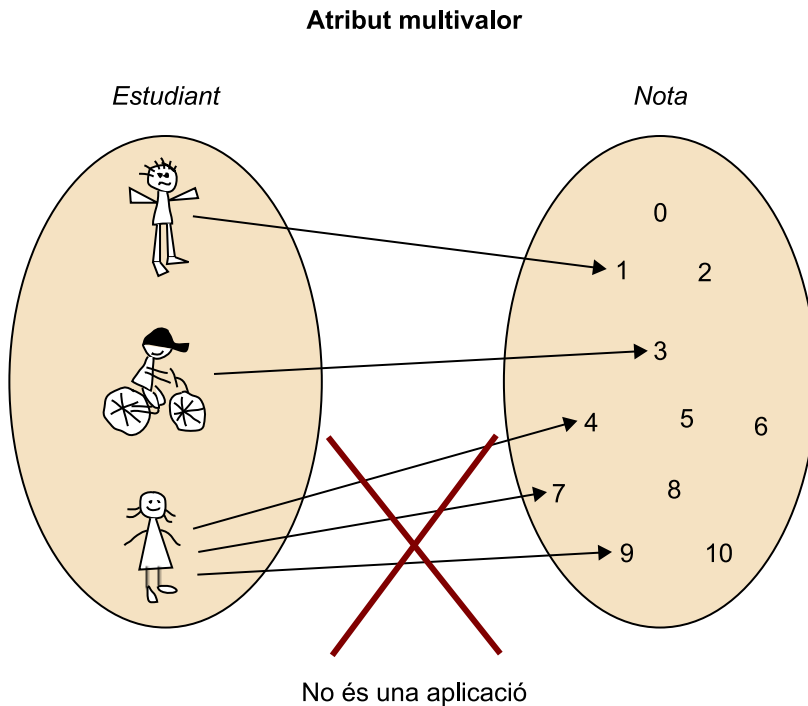 Atribut multivalor
Estudiant
Nota
0
1
2
3
4
5
6
7
8
9
10
No és una aplicació